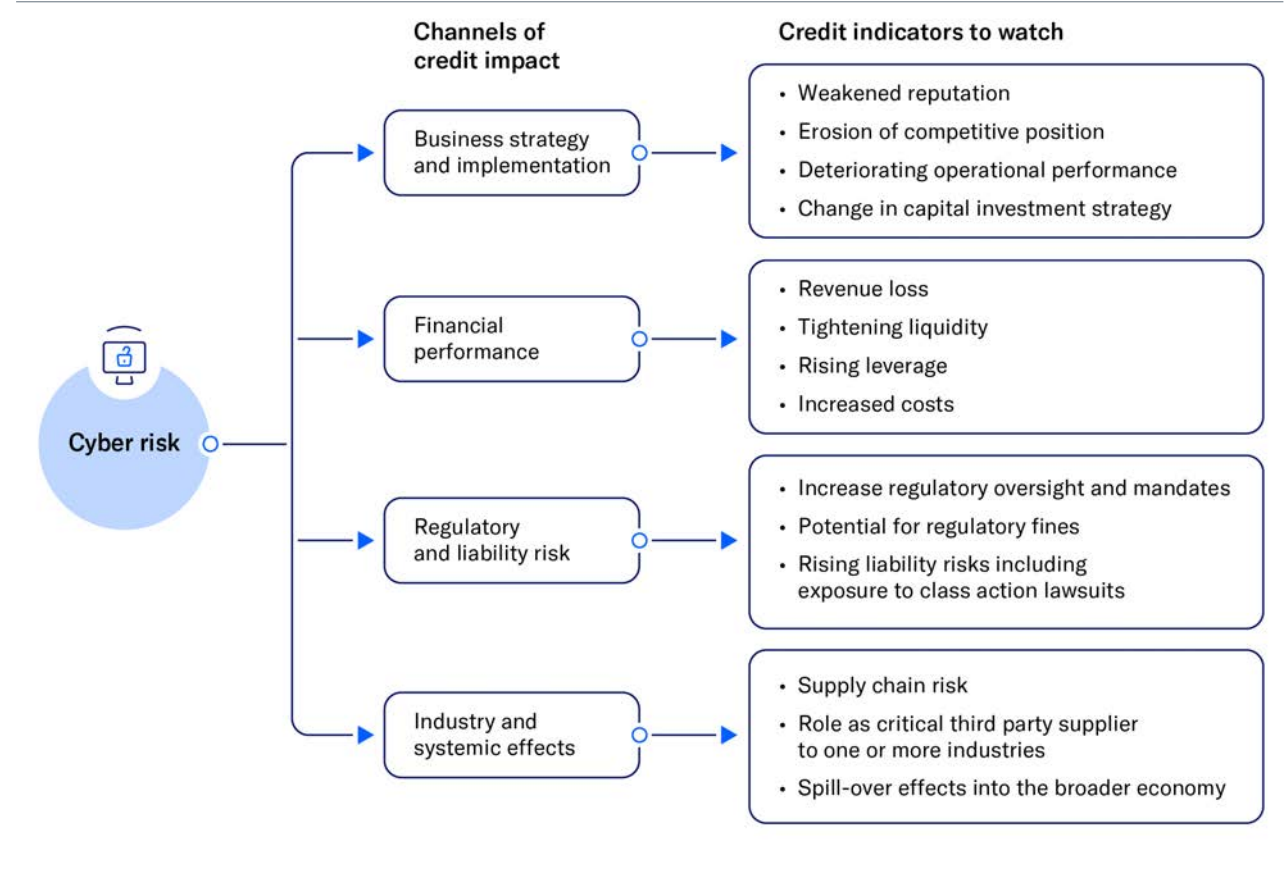 Channels of
credit impact
Credit indicators to watch
Cyber risk
Business strategy
and implementation
• Weakened reputation
• Erosion of competitive position
• Deteriorating operational performance
• Change in capital investment strategy
Financial
performance
• Revenue loss
• Tightening liquidity
• Rising leverage
• Increased costs
Regulatory
and liability risk
• Increase regulatory oversight and mandates
• Potential for regulatory fines
• Rising liability risks including
exposure to class action lawsuits
Industry and
systemic effects
• Supply chain risk
• Role as critical third party supplier
to one or more industries
• Spill-over effects into the broader economy